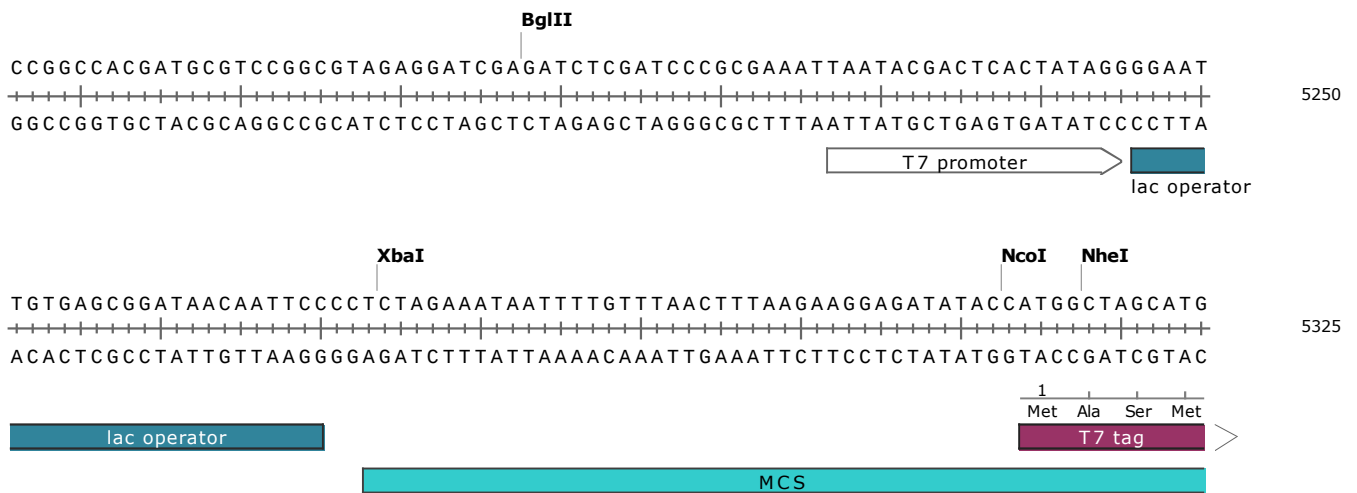 BglII
CCGGCCACGATGCGTCCGGCGTAGAGGATCGAGATCTCGATCCCGCGAAATTAATACGACTCACTATAGGGGAAT
5250
GGCCGGTGCTACGCAGGCCGCATCTCCTAGCTCTAGAGCTAGGGCGCTTTAATTATGCTGAGTGATATCCCCTTA
T7 promoter
lac operator
XbaI NcoI NheI
TGTGAGCGGATAACAATTCCCCTCTAGAAATAATTTTGTTTAACTTTAAGAAGGAGATATACCATGGCTAGCATG
5325
ACACTCGCCTATTGTTAAGGGGAGATCTTTATTAAAACAAATTGAAATTCTTCCTCTATATGGTACCGATCGTAC
1
Met Ala Ser Met
lac operator T7 tag
MCS